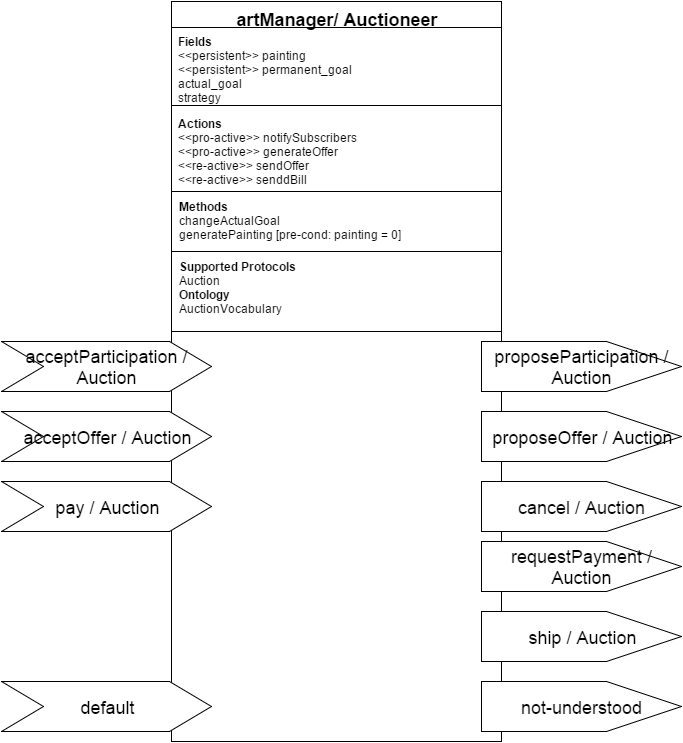 artManager/ Auctioneer
Fields
<<persistent>> painting
<<persistent>> permanent_goal
actual_goal
strategy
Actions
<<pro-active>> notifySubscribers
<<pro-active>> generateOffer
<<re-active>> sendOffer
<<re-active>> senddBill
Methods
changeActualGoal
generatePainting [pre-cond: painting = 0]
Supported Protocols
Auction
Ontology
AuctionVocabulary
acceptParticipation /
Auction
proposeParticipation /
Auction
acceptOffer / Auction
proposeOffer / Auction
pay / Auction
cancel / Auction
requestPayment /
Auction
ship / Auction
default
not-understood